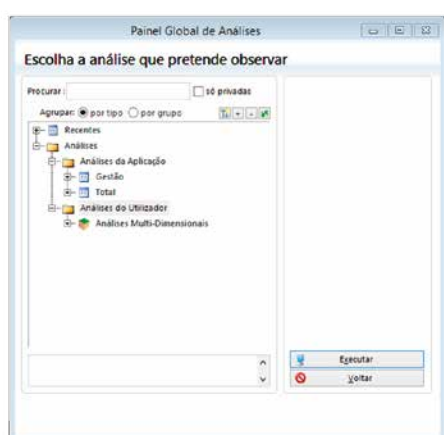 Painel Global de Análises
Escolha a análise que pretende observar
Procurar: só privadas
Agrupar: por tipo por grupo
Recentes
Análises
Análises da Aplicação
Gestão
Total
Análises do Utilizador
Análises Multi-Dimensionais
Executar
Voltar